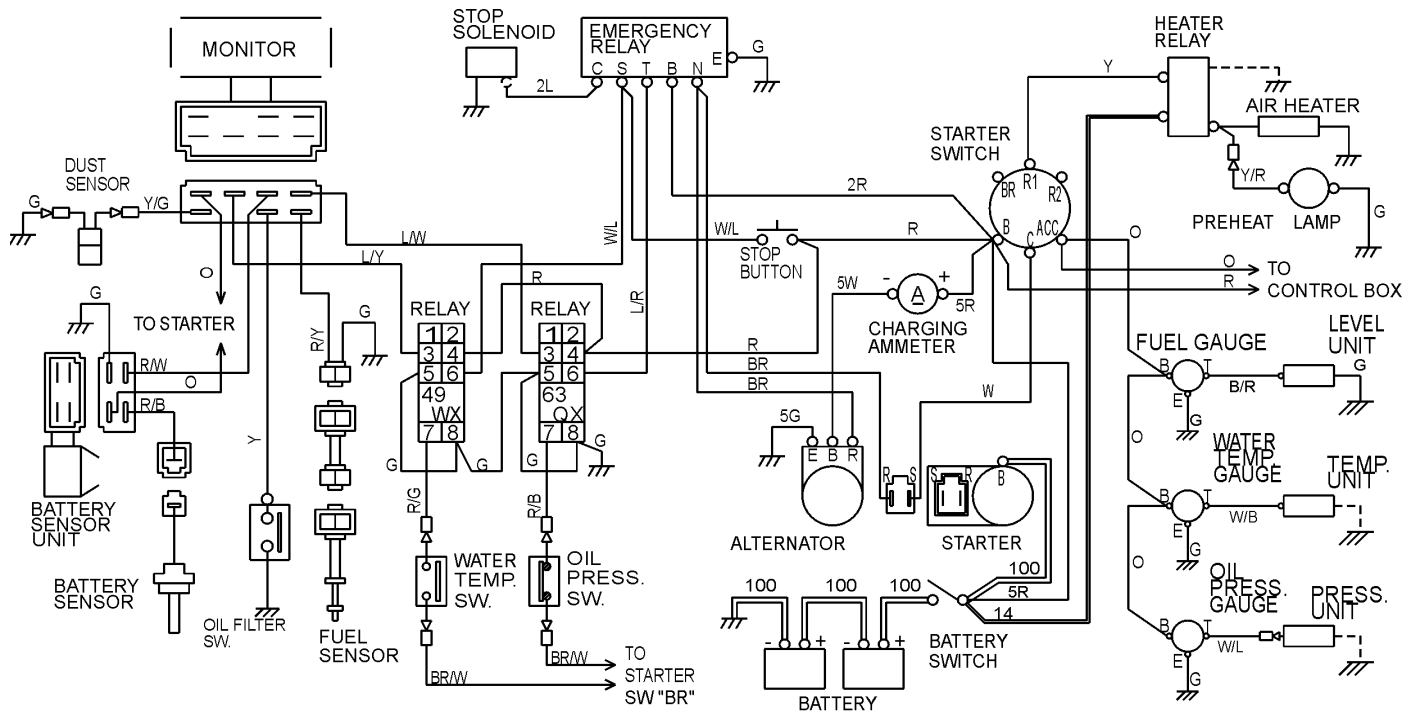 STOP
SOLENOID
EMERGENCY
RELAY
E
G
C S T B N
2L
MONITOR
HEATER
RELAY
Y
AIR HEATER
STARTER
SWITCH
BR
R1
R2
B
C
ACC
Y/R
PREHEAT LAMP
G
DUST
SENSOR
G
Y/G
2R
W/L
W/L
STOP
BUTTON
R
O
O
R
TO
CONTROL BOX
L/W
L/Y
O
R
L/R
5W
-
A
+
5R
CHARGING
AMMETER
G
TO STARTER
R/Y
G
RELAY
1 2
3 4
5 6
49
WX
7 8
RELAY
1 2
3 4
5 6
63
QX
7 8
R
BR
BR
W
R/W
O
R/B
Y
G
G
G
G
FUEL GAUGE
LEVEL
UNIT
B
T
B/R
G
E
G
O
BATTERY
SENSOR
UNIT
BATTERY
SENSOR
OIL FILTER
SW.
FUEL
SENSOR
R/G
R/B
WATER
TEMP.
SW.
OIL
PRESS.
SW.
BR/W
BR/W
TO
STARTER
SW "BR"
5G
E B R
ALTERNATOR
R S
S R
B
STARTER
100
5R
14
100
100
100
- +
- +
BATTERY
BATTERY
SWITCH
WATER
TEMP.
GAUGE
TEMP.
UNIT
B
T
W/B
E
G
O
OIL
PRESS.
GAUGE
PRESS.
UNIT
B
T
W/L
E
G